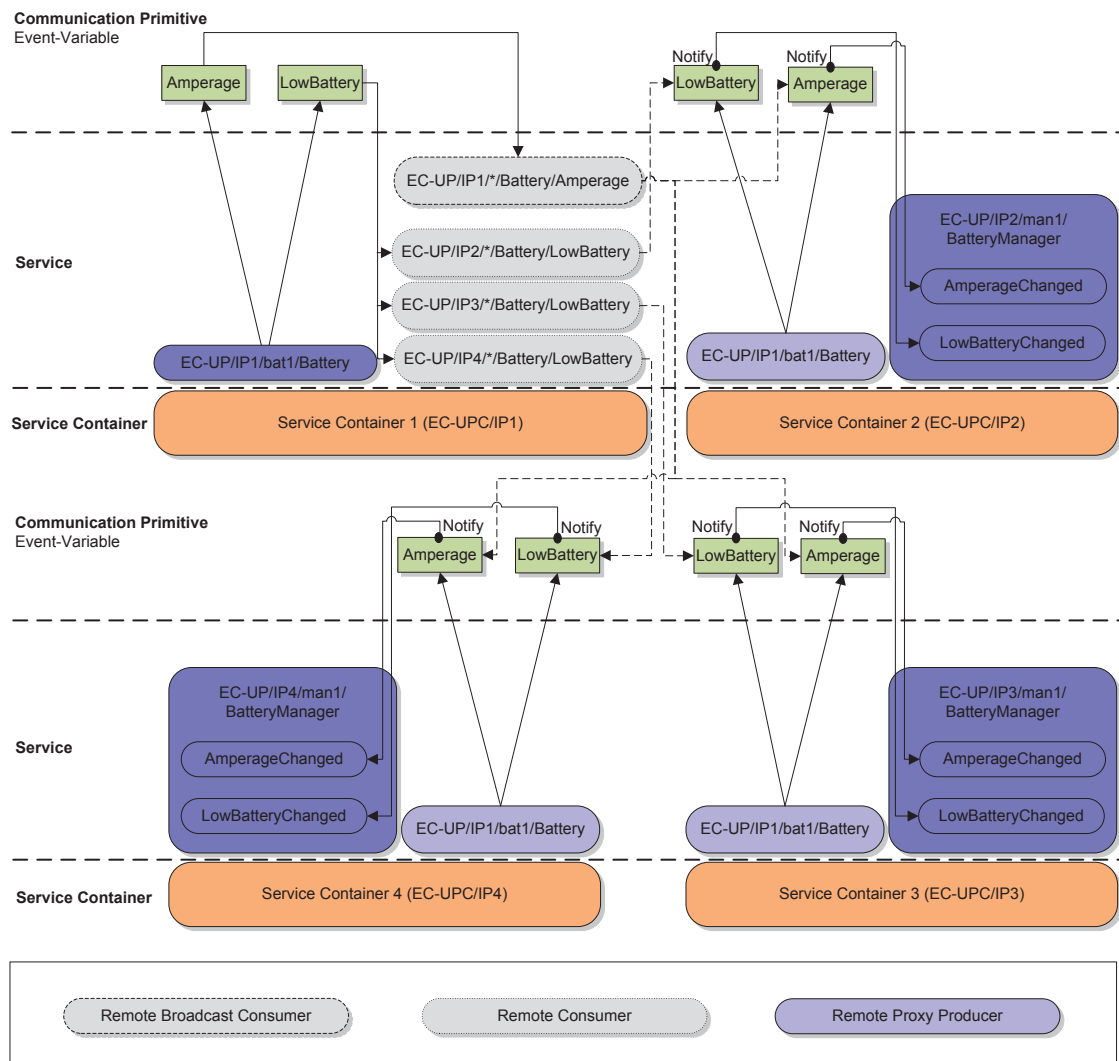 Communication Primitive
Event-Variable
Amperage
LowBattery
Notify
LowBattery
Notify
Amperage
EC-UP/IP1/*/Battery/Amperage
EC-UP/IP2/*/Battery/LowBattery
EC-UP/IP3/*/Battery/LowBattery
EC-UP/IP4/*/Battery/LowBattery
Service
EC-UP/IP1/bat1/Battery
EC-UP/IP1/bat1/Battery
EC-UP/IP2/man1/
BatteryManager
AmperageChanged
LowBatteryChanged
Service Container
Service Container 1 (EC-UPC/IP1)
Service Container 2 (EC-UPC/IP2)
Communication Primitive
Event-Variable
Notify
Amperage
Notify
LowBattery
Notify
LowBattery
Notify
Amperage
Service
EC-UP/IP4/man1/
BatteryManager
AmperageChanged
LowBatteryChanged
EC-UP/IP1/bat1/Battery
EC-UP/IP1/bat1/Battery
EC-UP/IP3/man1/
BatteryManager
AmperageChanged
LowBatteryChanged
Service Container
Service Container 4 (EC-UPC/IP4)
Service Container 3 (EC-UPC/IP3)
Remote Broadcast Consumer
Remote Consumer
Remote Proxy Producer